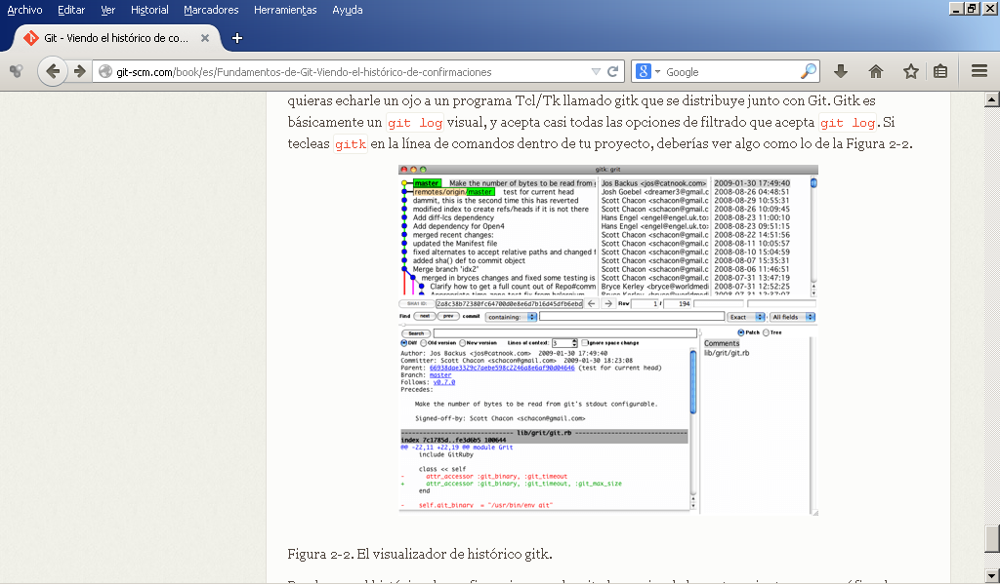 Archivo Editar Ver Historial Marcadores Herramientas Ayuda
Git - Viendo el histórico de co...
git-scm.com/book/es/Fundamentos-de-Git-Viendo-el-histórico-de-confirmaciones
Google
quieras echarle un ojo a un programa Tcl/Tk llamado gitk que se distribuye junto con Git. Gitk es
básicamente un git log visual, y acepta casi todas las opciones de filtrado que acepta git log. Si
tecleas gitk en la línea de comandos dentro de tu proyecto, deberías ver algo como lo de la Figura 2-2.
gitk: grit
master Make the number of bytes to be read from g Jos Backus <jos@catnook.com> 2009-01-30 17:49:40
remotes/origin/master test for current head Josh Goebel <dreamer3@gmail.c 2008-08-26 04:48:51
dammit, this is the second time this has reverted Scott Chacon <schacon@gmail.c 2008-08-29 10:55:31
modified index to create refs/heads if it is not there Scott Chacon <schacon@gmail.c 2008-08-26 10:09:45
Add diff-lcs dependency Hans Engel <engel@engel.uk.to> 2008-08-23 11:00:10
Add dependency for Open4 Hans Engel <engel@engel.uk.to> 2008-08-23 09:51:15
merged recent changes: Scott Chacon <schacon@gmail.c 2008-08-22 14:51:56
updated the Manifest file Scott Chacon <schacon@gmail.c 2008-08-11 10:05:57
fixed alternates to accept relative paths and changed f Scott Chacon <schacon@gmail.c 2008-08-10 15:04:59
added sha() def to commit object Scott Chacon <schacon@gmail.c 2008-08-07 15:35:31
Merge branch 'idx2' Scott Chacon <schacon@gmail.c 2008-08-06 11:46:51
merged in bryces changes and fixed some testing is Scott Chacon <schacon@gmail.c 2008-07-31 13:47:19
Clarify how to get a full count out of Repo#comm Bryce Kerley <bryce@worldmedi 2008-07-31 12:52:25
SHA1 ID: 2a8c38b72380fc64700d0e8e6d7b16d45dfb6ebd Row 1 / 194
Find next prev commit containing: Exact All fields
Search Patch Tree
Diff Old version New version Lines of context: 3 Ignore space change
Comments
lib/grit/git.rb
Author: Jos Backus <jos@catnook.com> 2009-01-30 17:49:40
Committer: Scott Chacon <schacon@gmail.com> 2009-01-30 18:23:08
Parent: 66938dae3329c7aebe598c2246a8e6af90d04646 (test for current head)
Branch: master
Follows: v0.7.0
Precedes:
Make the number of bytes to be read from git's stdout configurable.
Signed-off-by: Scott Chacon <schacon@gmail.com>
lib/grit/git.rb
index 7c1785d..fe3d6b5 100644
@@ -22,11 +22,19 @@ module Grit
include GitRuby
class << self
- attr_accessor :git_binary, :git_timeout
+ attr_accessor :git_binary, :git_timeout, :git_max_size
end
- self.git_binary = "/usr/bin/env git"
Figura 2-2. El visualizador de histórico gitk.